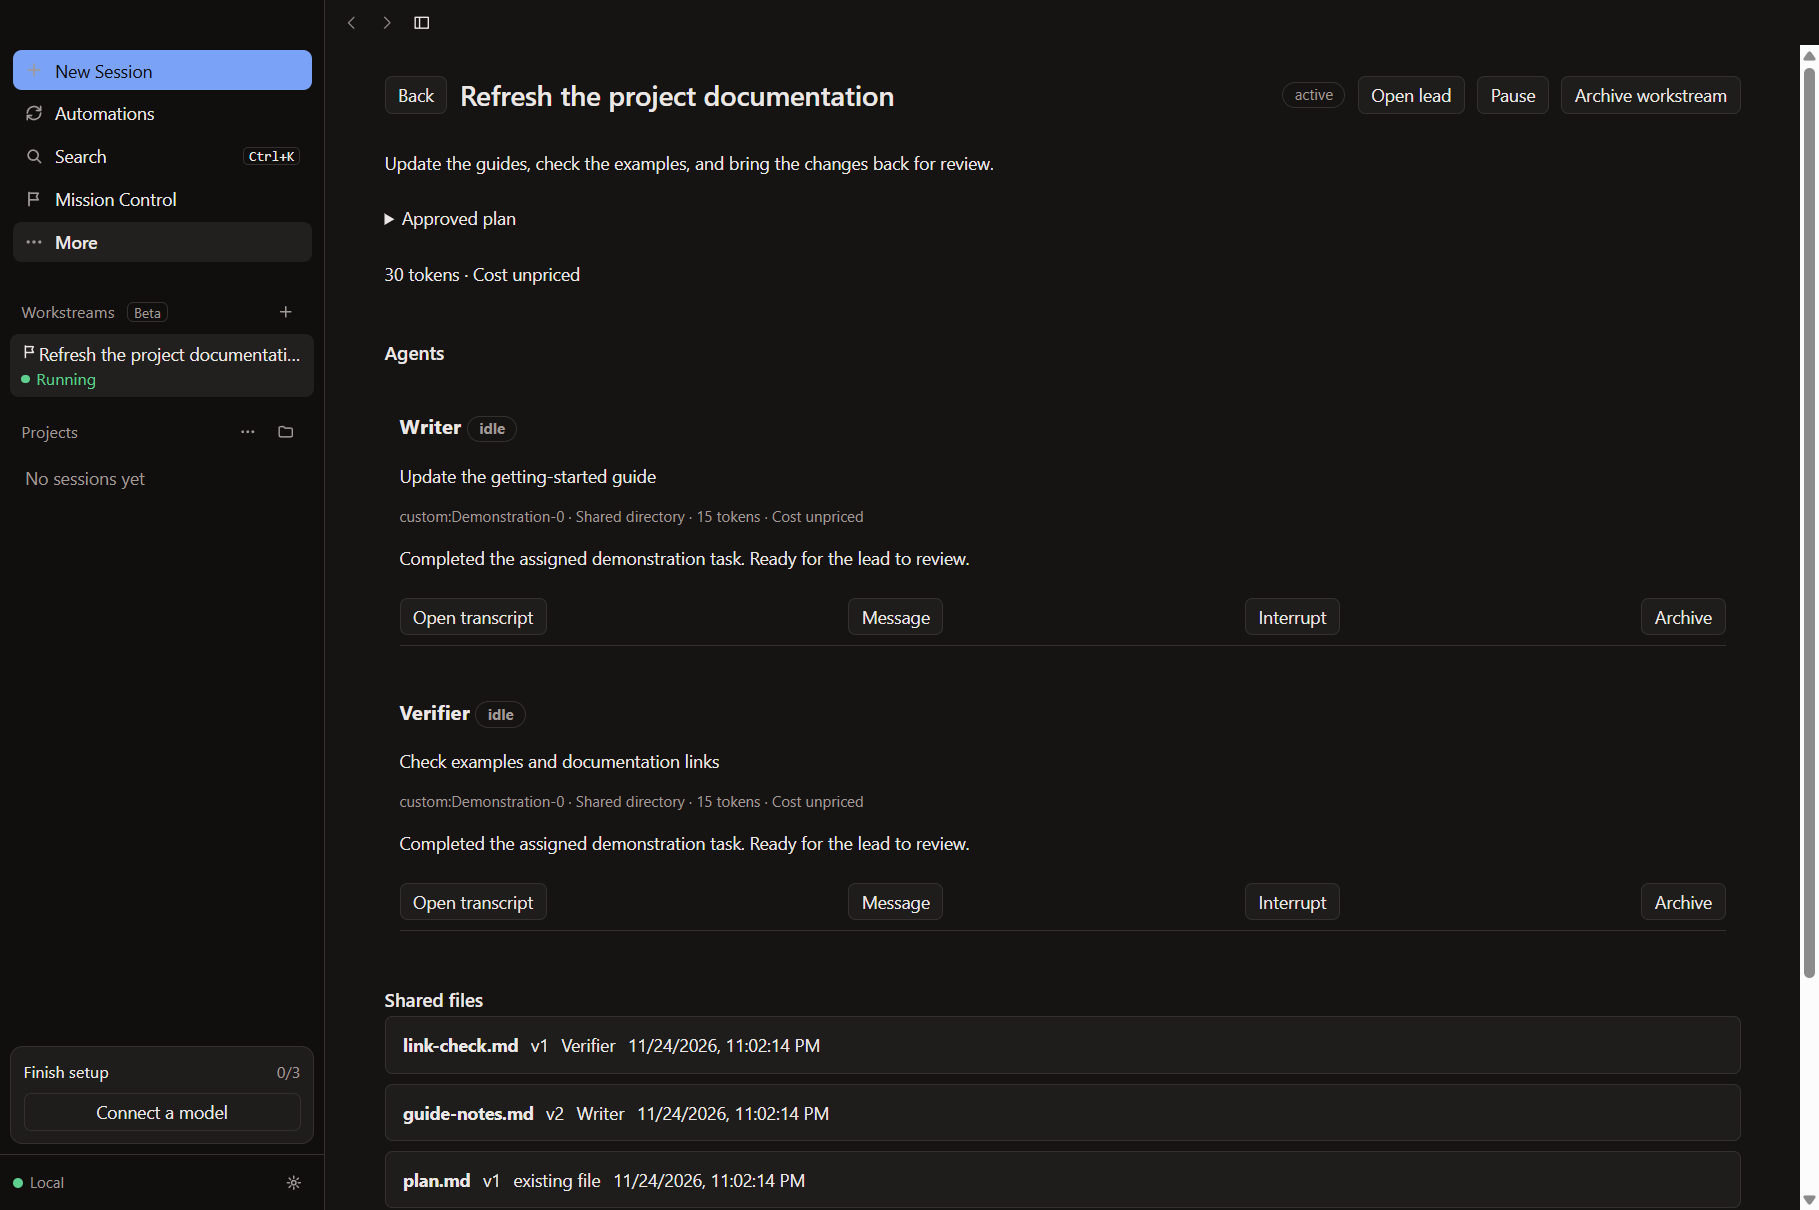 New Session
Automations
Search Ctrl+K
Mission Control
More
Workstreams Beta
Refresh the project documentati...
Running
Projects
No sessions yet
Finish setup 0/3
Connect a model
Local
Back Refresh the project documentation active Open lead Pause Archive workstream
Update the guides, check the examples, and bring the changes back for review.
Approved plan
30 tokens · Cost unpriced
Agents
Writer idle
Update the getting-started guide
custom:Demonstration-0 · Shared directory · 15 tokens · Cost unpriced
Completed the assigned demonstration task. Ready for the lead to review.
Open transcript Message Interrupt Archive
Verifier idle
Check examples and documentation links
custom:Demonstration-0 · Shared directory · 15 tokens · Cost unpriced
Completed the assigned demonstration task. Ready for the lead to review.
Open transcript Message Interrupt Archive
Shared files
link-check.md v1 Verifier 11/24/2026, 11:02:14 PM
guide-notes.md v2 Writer 11/24/2026, 11:02:14 PM
plan.md v1 existing file 11/24/2026, 11:02:14 PM